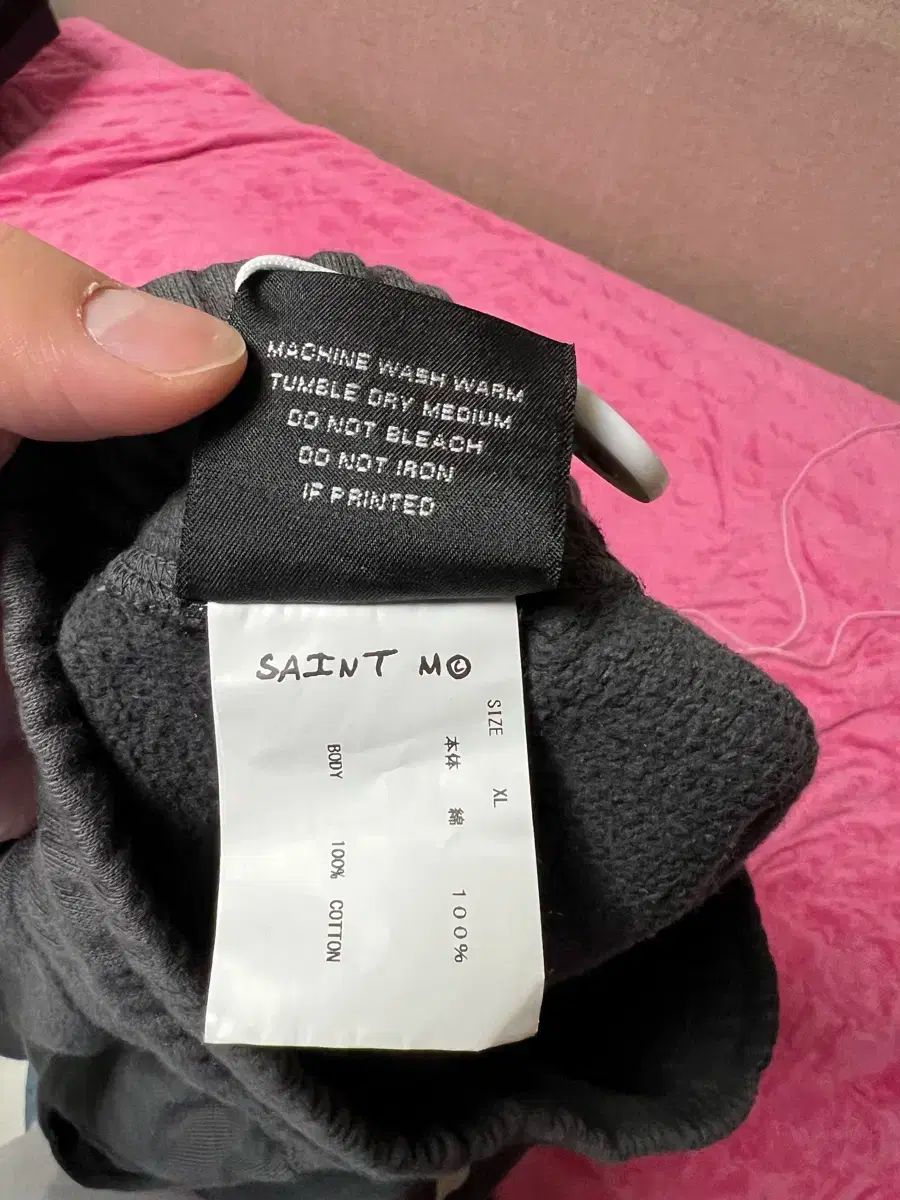 MACHINE WASH WARM
TUMBLE DRY MEDIUM
DO NOT BLEACH
DO NOT IRON
IF PRINTED
SAINT M©
SIZE XL
本体 綿 100%
BODY 100% COTTON